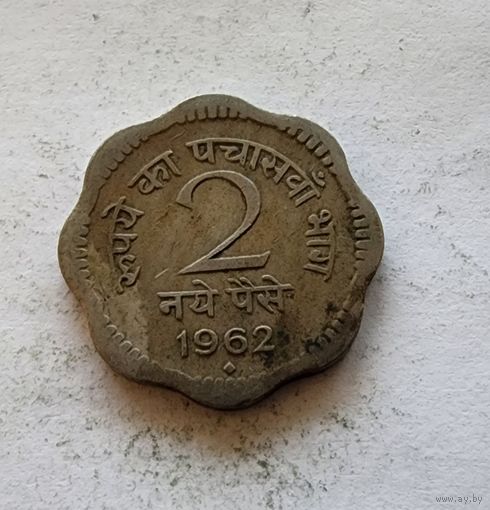 रूपये का पचासवाँ भाग
2
नये पैसे
1962
www.ay.by